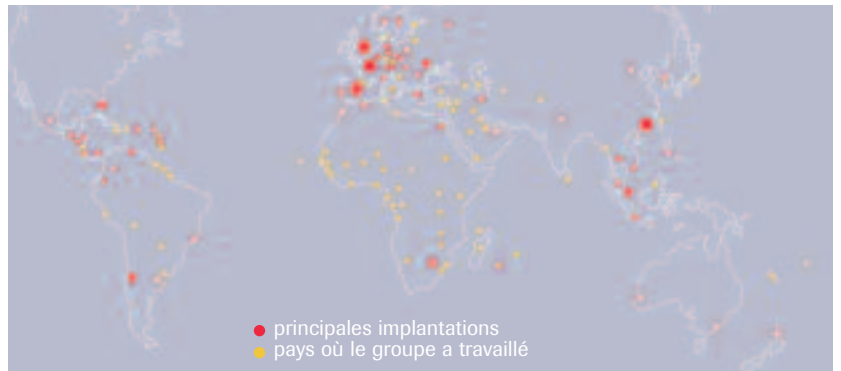 principales implantations
pays où le groupe a travaillé